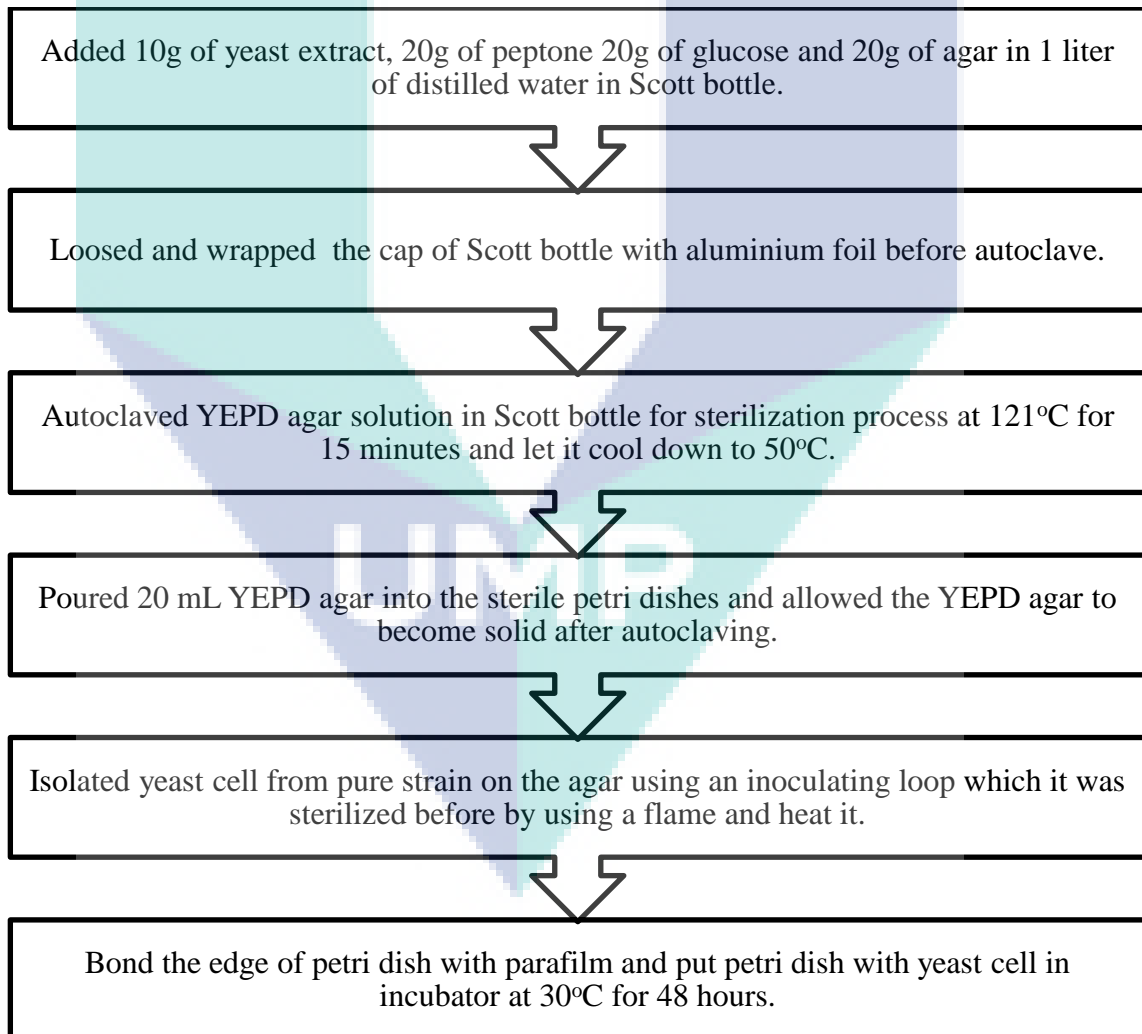 Added 10g of yeast extract, 20g of peptone 20g of glucose and 20g of agar in 1 liter
of distilled water in Scott bottle.
Loosed and wrapped the cap of Scott bottle with aluminium foil before autoclave.
Autoclaved YEPD agar solution in Scott bottle for sterilization process at 121°C for
15 minutes and let it cool down to 50°C.
UMP
Poured 20 mL YEPD agar into the sterile petri dishes and allowed the YEPD agar to
become solid after autoclaving.
Isolated yeast cell from pure strain on the agar using an inoculating loop which it was
sterilized before by using a flame and heat it.
Bond the edge of petri dish with parafilm and put petri dish with yeast cell in
incubator at 30°C for 48 hours.